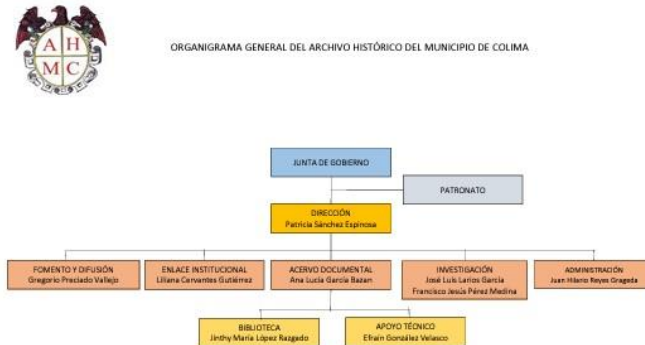 A H
M C
ORGANIGRAMA GENERAL DEL ARCHIVO HISTÓRICO DEL MUNICIPIO DE COLIMA
JUNTA DE GOBIERNO
PATRONATO
DIRECCIÓN
Patricia Sánchez Espinosa
FOMENTO Y DIFUSIÓN
Gregorio Preciado Vallejo
ENLACE INSTITUCIONAL
Liliana Cervantes Gutiérrez
ACERVO DOCUMENTAL
Ana Lucia García Bazan
INVESTIGACIÓN
José Luis Larios García
Francisco Jesús Pérez Medina
ADMINISTRACIÓN
Juan Hilario Reyes Grageda
BIBLIOTECA
Jinthy María López Razgado
APOYO TÉCNICO
Efraín González Velasco